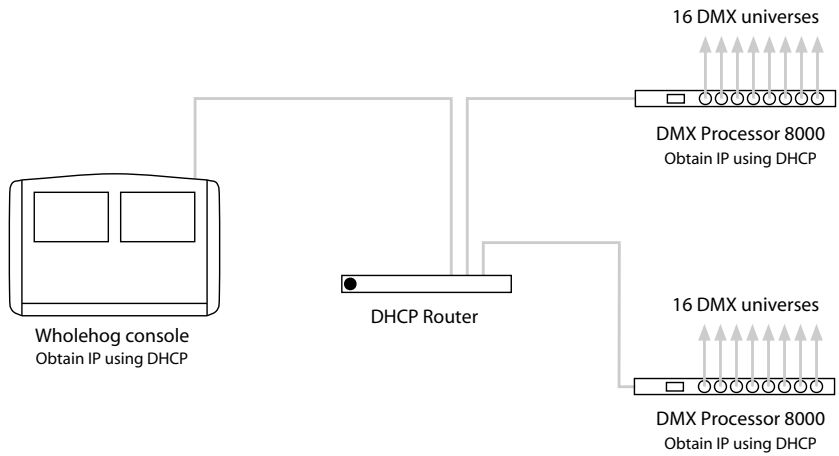 16 DMX universes
DMX Processor 8000
Obtain IP using DHCP
DHCP Router
Wholehog console
Obtain IP using DHCP
16 DMX universes
DMX Processor 8000
Obtain IP using DHCP